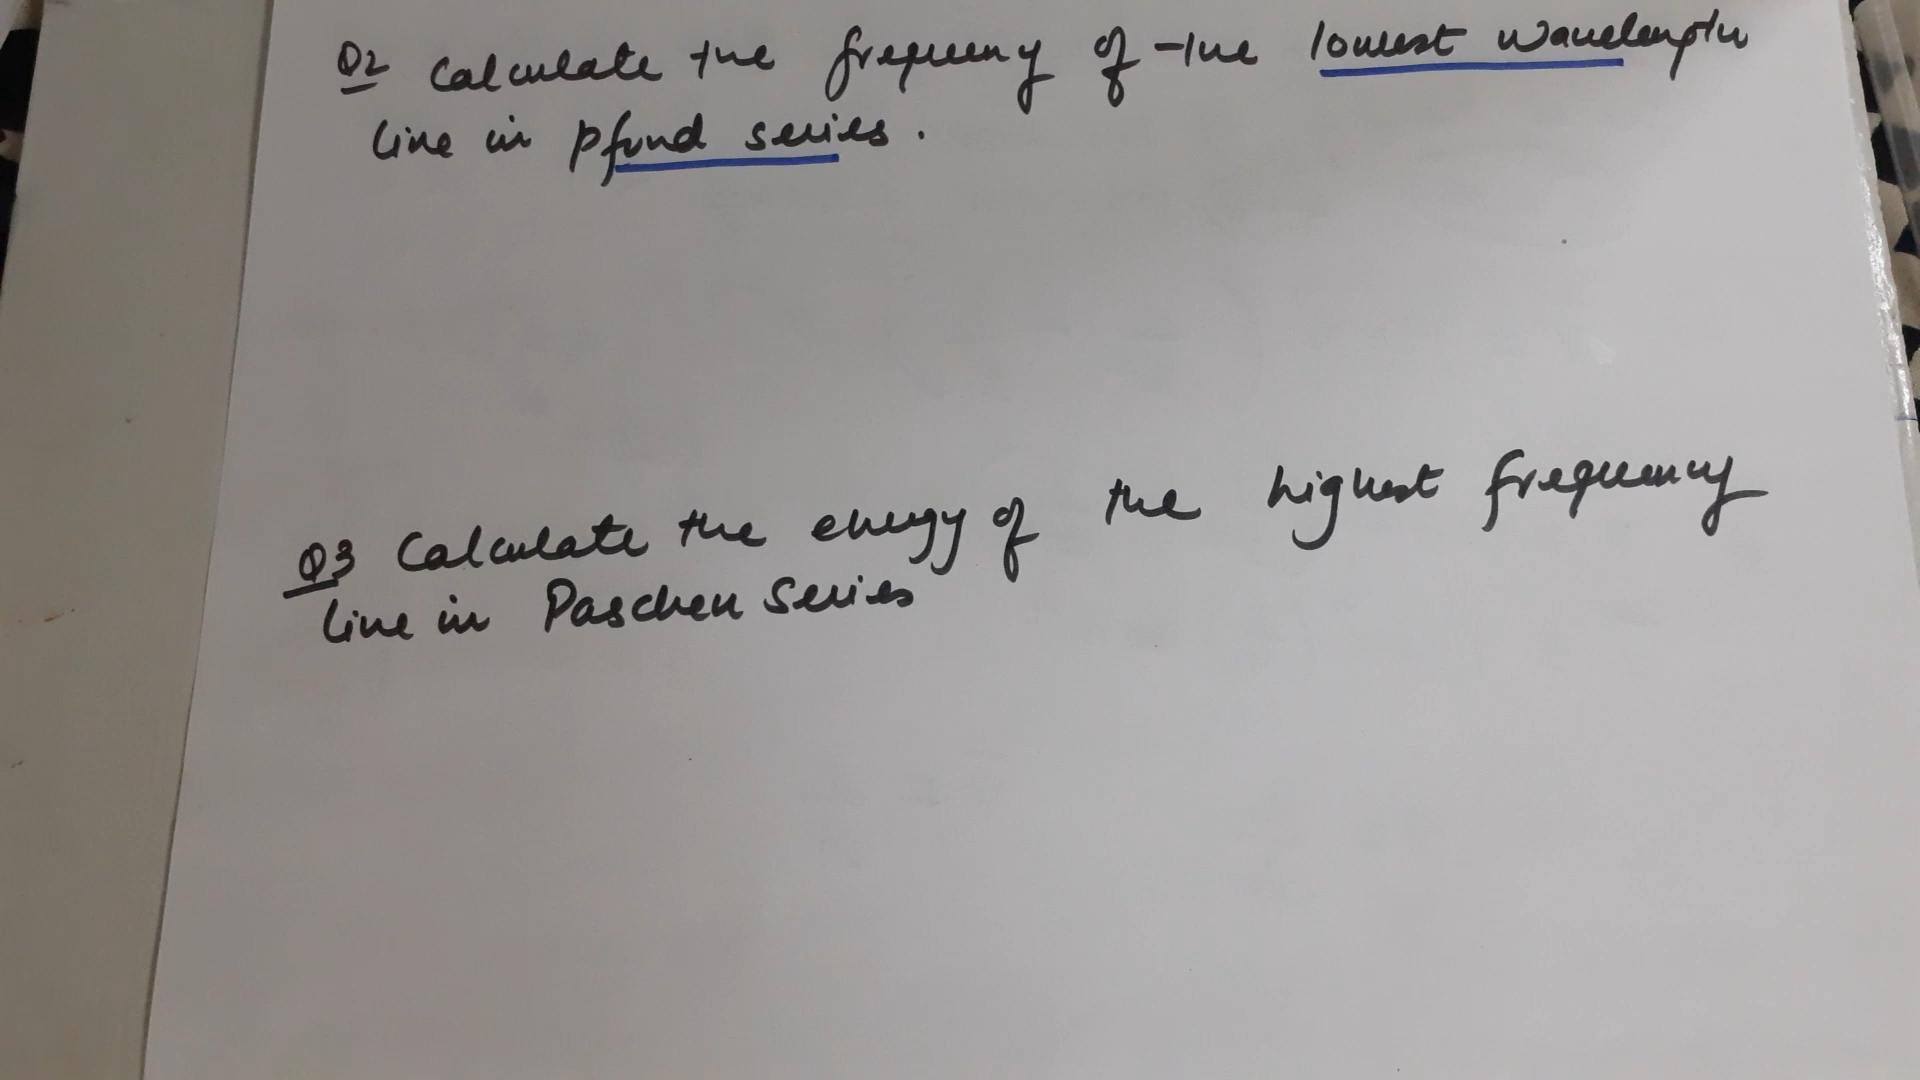 Q2 Calculate the frequency of the lowest wavelength
line in pfund series.
Q3 Calculate the energy of the highest frequency
line in Paschen Series